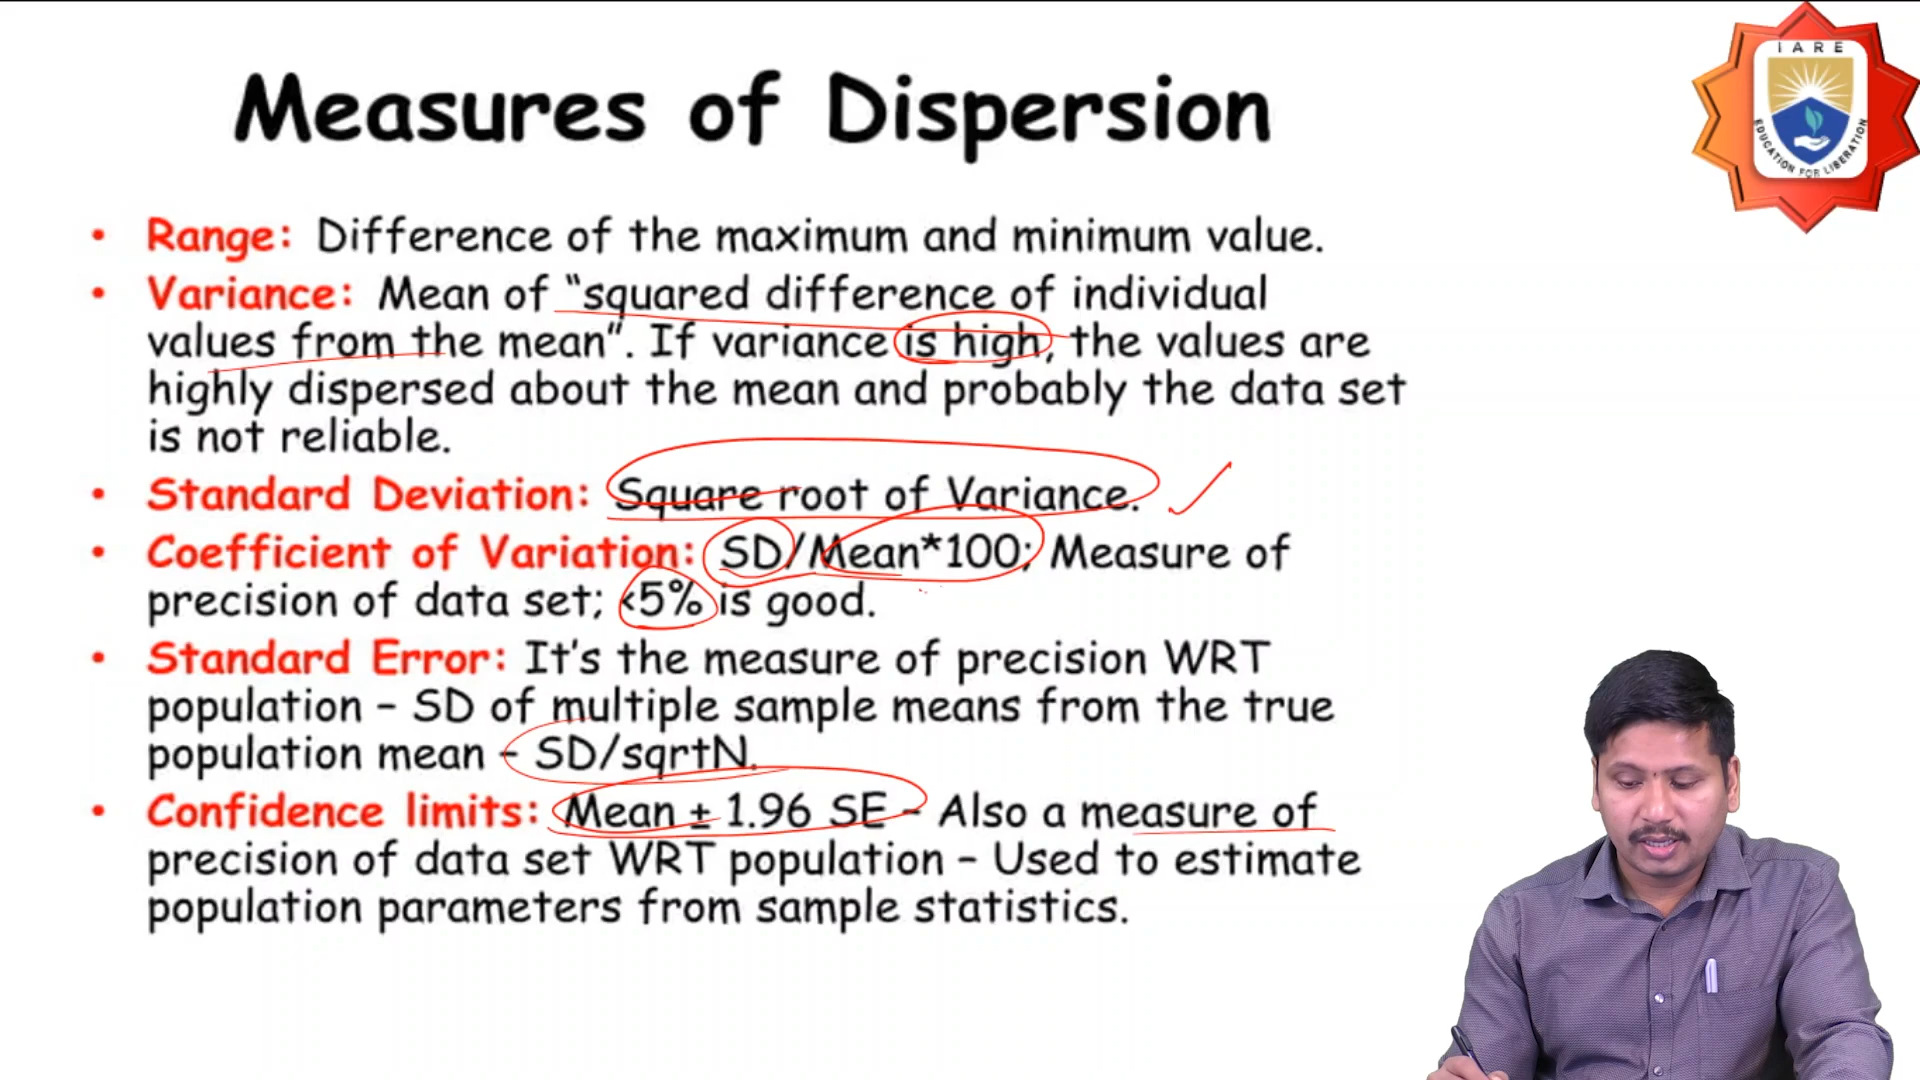 IARE
EDUCATION FOR LIBERATION
Measures of Dispersion
• Range: Difference of the maximum and minimum value.
• Variance: Mean of “squared difference of individual
values from the mean”. If variance is high, the values are
highly dispersed about the mean and probably the data set
is not reliable.
• Standard Deviation: Square root of Variance.
• Coefficient of Variation: SD/Mean*100; Measure of
precision of data set; <5% is good.
• Standard Error: It’s the measure of precision WRT
population – SD of multiple sample means from the true
population mean – SD/sqrtN.
• Confidence limits: Mean ± 1.96 SE – Also a measure of
precision of data set WRT population – Used to estimate
population parameters from sample statistics.